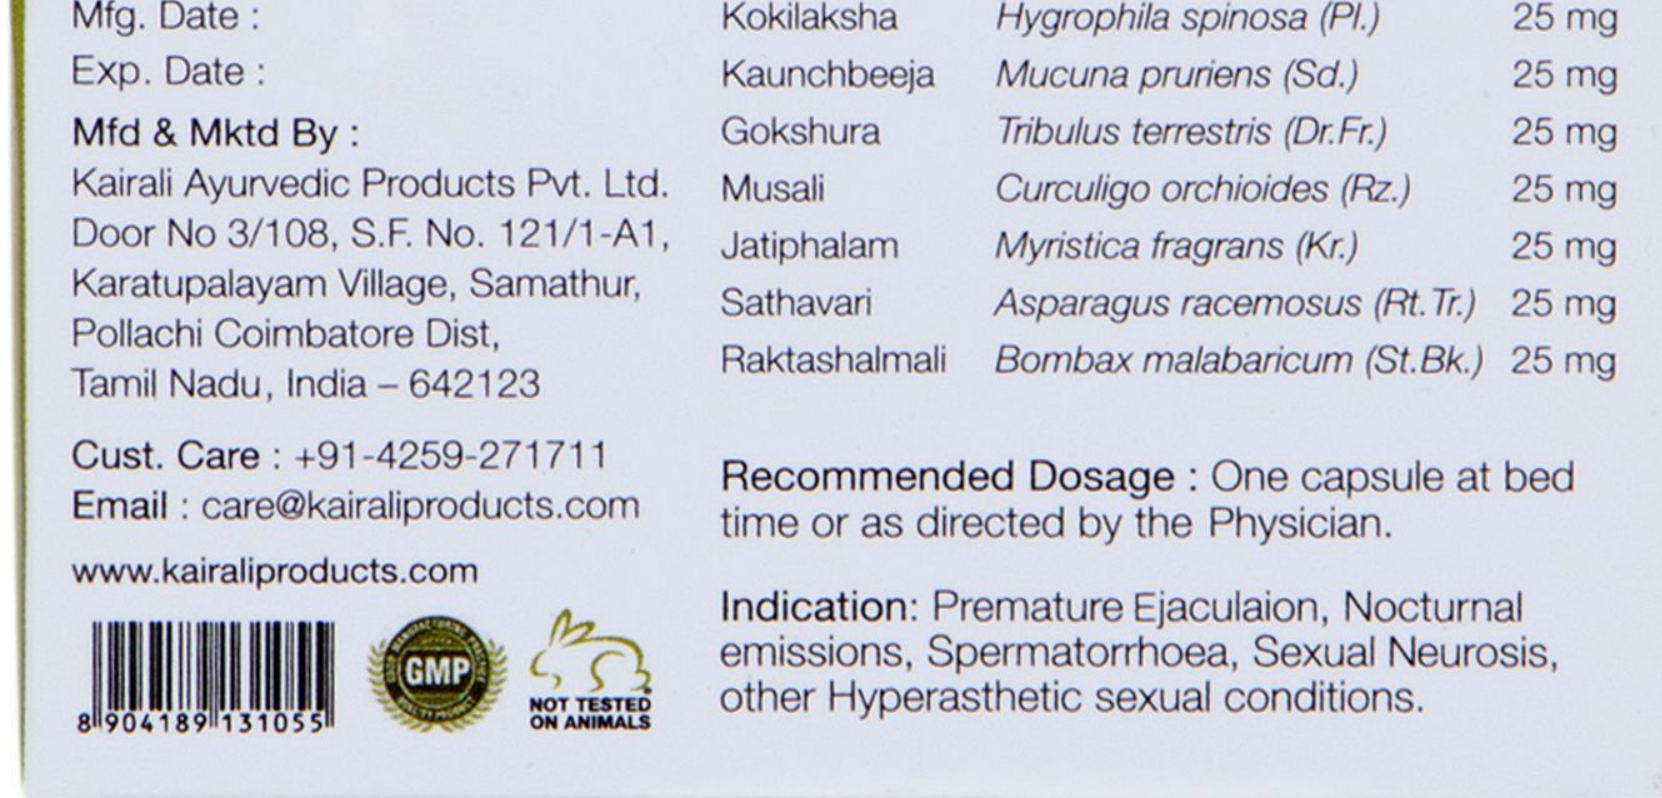 Mfg. Date :
Exp. Date :
Mfd & Mktd By :
Kairali Ayurvedic Products Pvt. Ltd.
Door No 3/108, S.F. No. 121/1-A1,
Karatupalayam Village, Samathur,
Pollachi Coimbatore Dist,
Tamil Nadu, India – 642123
Cust. Care : +91-4259-271711
Email : care@kairaliproducts.com
www.kairaliproducts.com
8 904189 131055
GMP
NOT TESTED
ON ANIMALS
Kokilaksha Hygrophila spinosa (Pl.) 25 mg
Kaunchbeeja Mucuna pruriens (Sd.) 25 mg
Gokshura Tribulus terrestris (Dr.Fr.) 25 mg
Musali Curculigo orchioides (Rz.) 25 mg
Jatiphalam Myristica fragrans (Kr.) 25 mg
Sathavari Asparagus racemosus (Rt. Tr.) 25 mg
Raktashalmali Bombax malabaricum (St.Bk.) 25 mg
Recommended Dosage : One capsule at bed
time or as directed by the Physician.
Indication: Premature Ejaculaion, Nocturnal
emissions, Spermatorrhoea, Sexual Neurosis,
other Hyperasthetic sexual conditions.